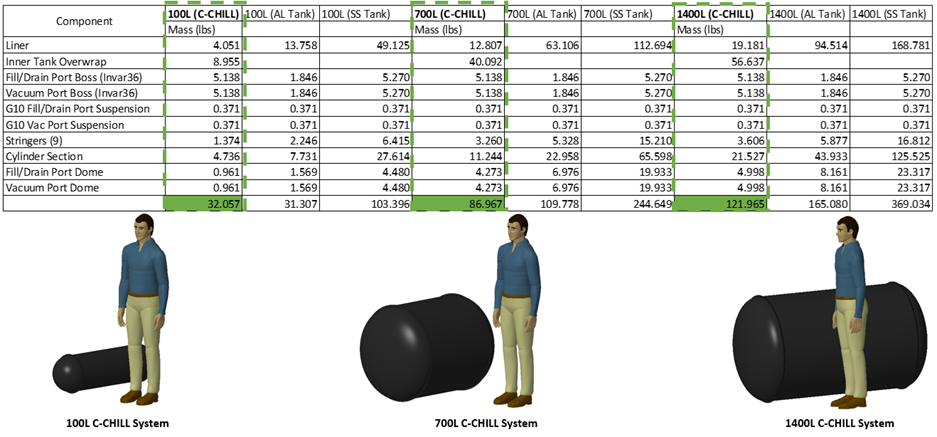 Component 100L (C-CHILL) 100L (AL Tank) 100L (SS Tank) 700L (C-CHILL) 700L (AL Tank) 700L (SS Tank) 1400L (C-CHILL) 1400L (AL Tank) 1400L (SS Tank)
Mass (lbs) Mass (lbs) Mass (lbs)
Liner 4.051 13.758 49.125 12.807 63.106 112.694 19.181 94.514 168.781
Inner Tank Overwrap 8.955 40.092 56.637
Fill/Drain Port Boss (Invar36) 5.138 1.846 5.270 5.138 1.846 5.270 5.138 1.846 5.270
Vacuum Port Boss (Invar36) 5.138 1.846 5.270 5.138 1.846 5.270 5.138 1.846 5.270
G10 Fill/Drain Port Suspension 0.371 0.371 0.371 0.371 0.371 0.371 0.371 0.371 0.371
G10 Vac Port Suspension 0.371 0.371 0.371 0.371 0.371 0.371 0.371 0.371 0.371
Stringers (9) 1.374 2.246 6.415 3.260 5.328 15.210 3.606 5.877 16.812
Cylinder Section 4.736 7.731 27.614 11.244 22.958 65.598 21.527 43.933 125.525
Fill/Drain Port Dome 0.961 1.569 4.480 4.273 6.976 19.933 4.998 8.161 23.317
Vacuum Port Dome 0.961 1.569 4.480 4.273 6.976 19.933 4.998 8.161 23.317
32.057 31.307 103.396 86.967 109.778 244.649 121.965 165.080 369.034
100L C-CHILL System 700L C-CHILL System 1400L C-CHILL System